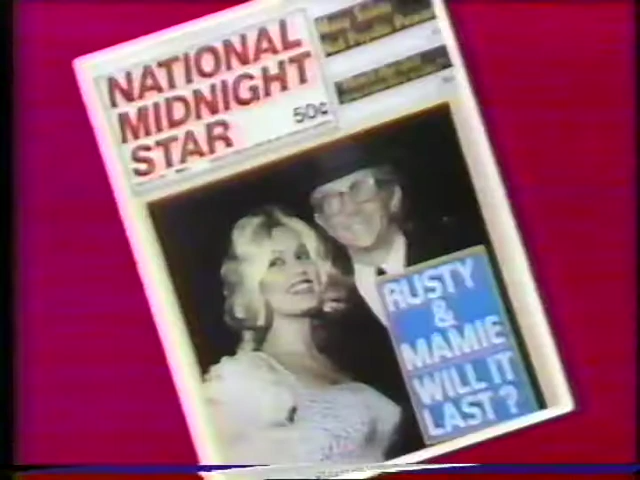 NATIONAL
MIDNIGHT
STAR
50¢
RUSTY
&
MAMIE
WILL IT
LAST?